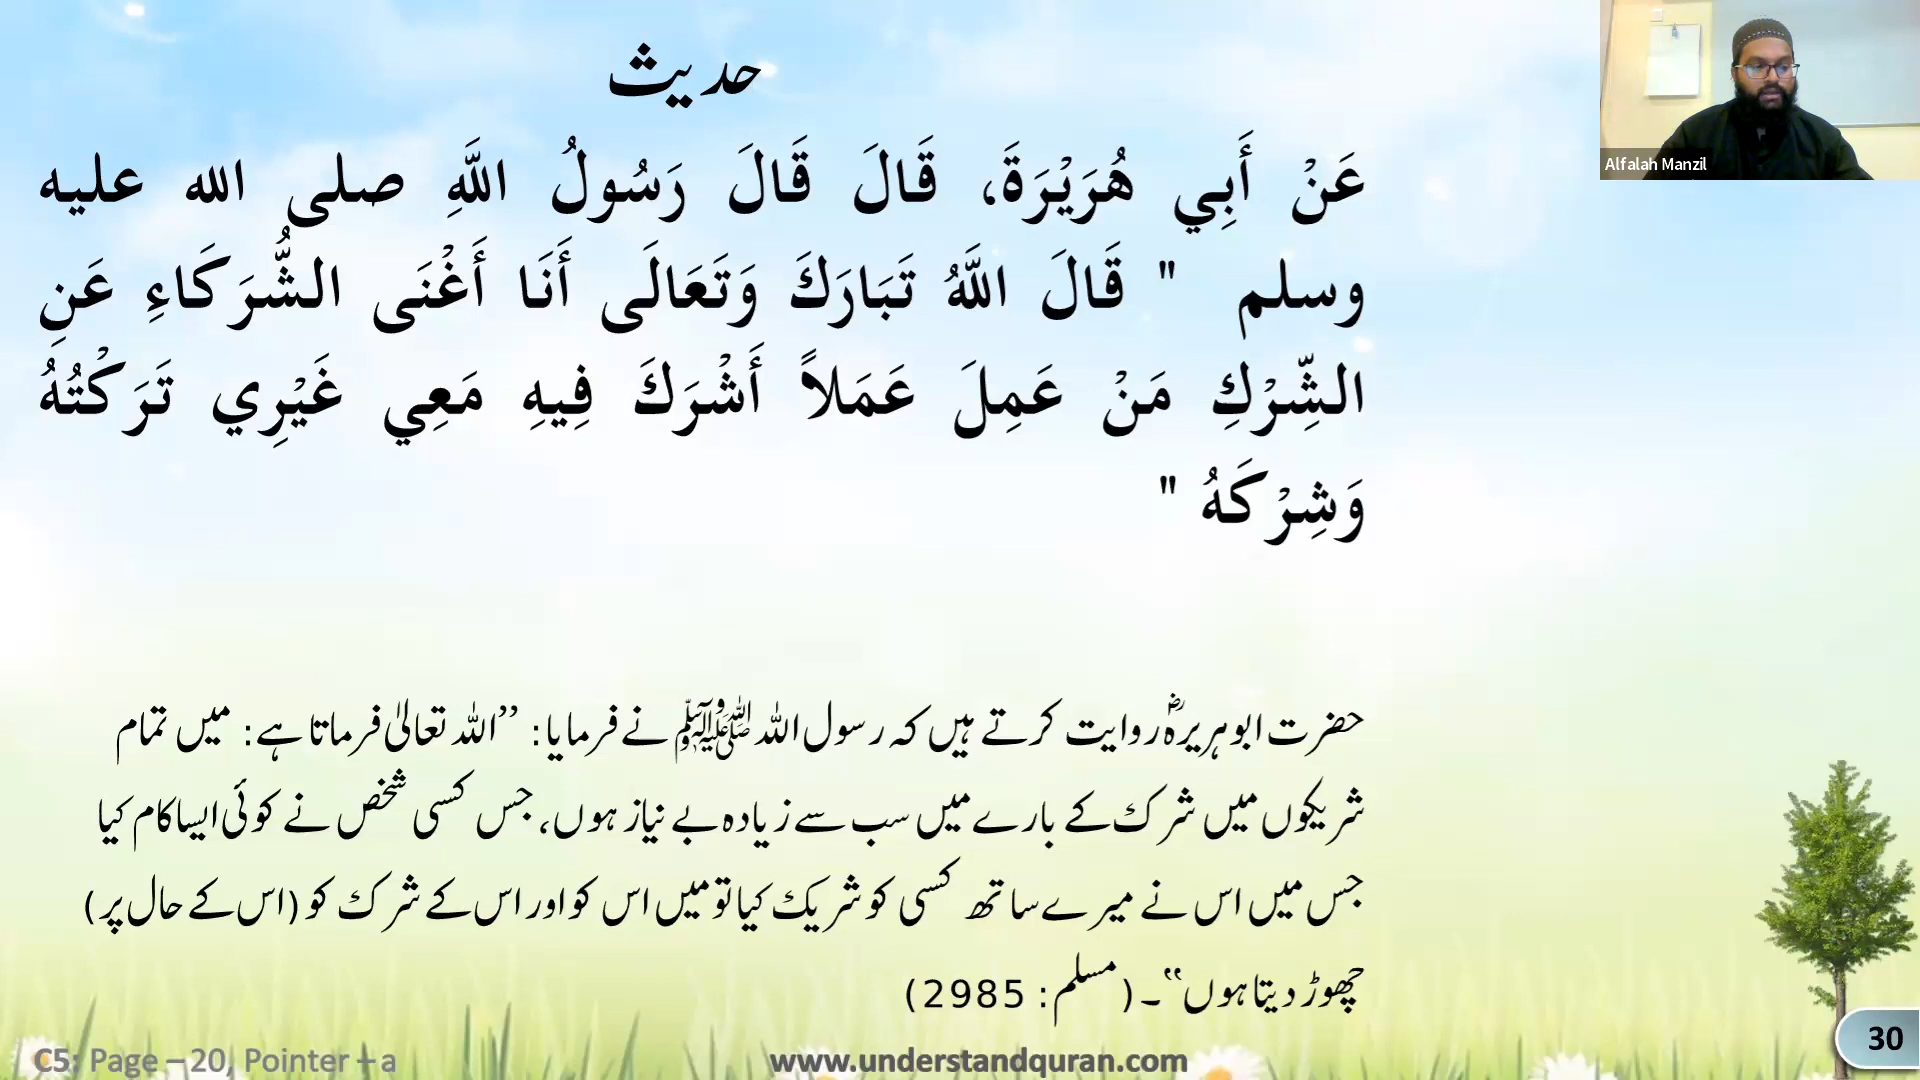 حدیث
Alfalah Manzil
عَنْ أَبِي هُرَيْرَةَ، قَالَ قَالَ رَسُولُ اللَّهِ صلى الله عليه
وسلم " قَالَ اللَّهُ تَبَارَكَ وَتَعَالَى أَنَا أَغْنَى الشُّرَكَاءِ عَنِ
الشِّرْكِ مَنْ عَمِلَ عَمَلاً أَشْرَكَ فِيهِ مَعِي غَيْرِي تَرَكْتُهُ
وَشِرْكَهُ "
حضرت ابوہریرہؓ روایت کرتے ہیں کہ رسول اللہ ﷺ نے فرمایا: ’’اللہ تعالیٰ فرماتا ہے: میں تمام
شریکوں میں شرک کے بارے میں سب سے زیادہ بے نیاز ہوں، جس کسی شخص نے کوئی ایسا کام کیا
جس میں اس نے میرے ساتھ کسی کو شریک کیا تو میں اس کو اور اس کے شرک کو (اس کے حال پر)
چھوڑ دیتا ہوں‘‘۔ (مسلم: 2985)
C5: Page – 20, Pointer – a
www.understandquran.com
30